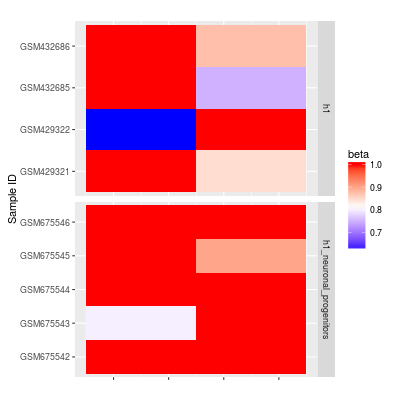 Sample ID
GSM432686
GSM432685
GSM429322
GSM429321
h1
GSM675546
GSM675545
GSM675544
GSM675543
GSM675542
h1_neuronal_progenitors
beta
1.0
0.9
0.8
0.7